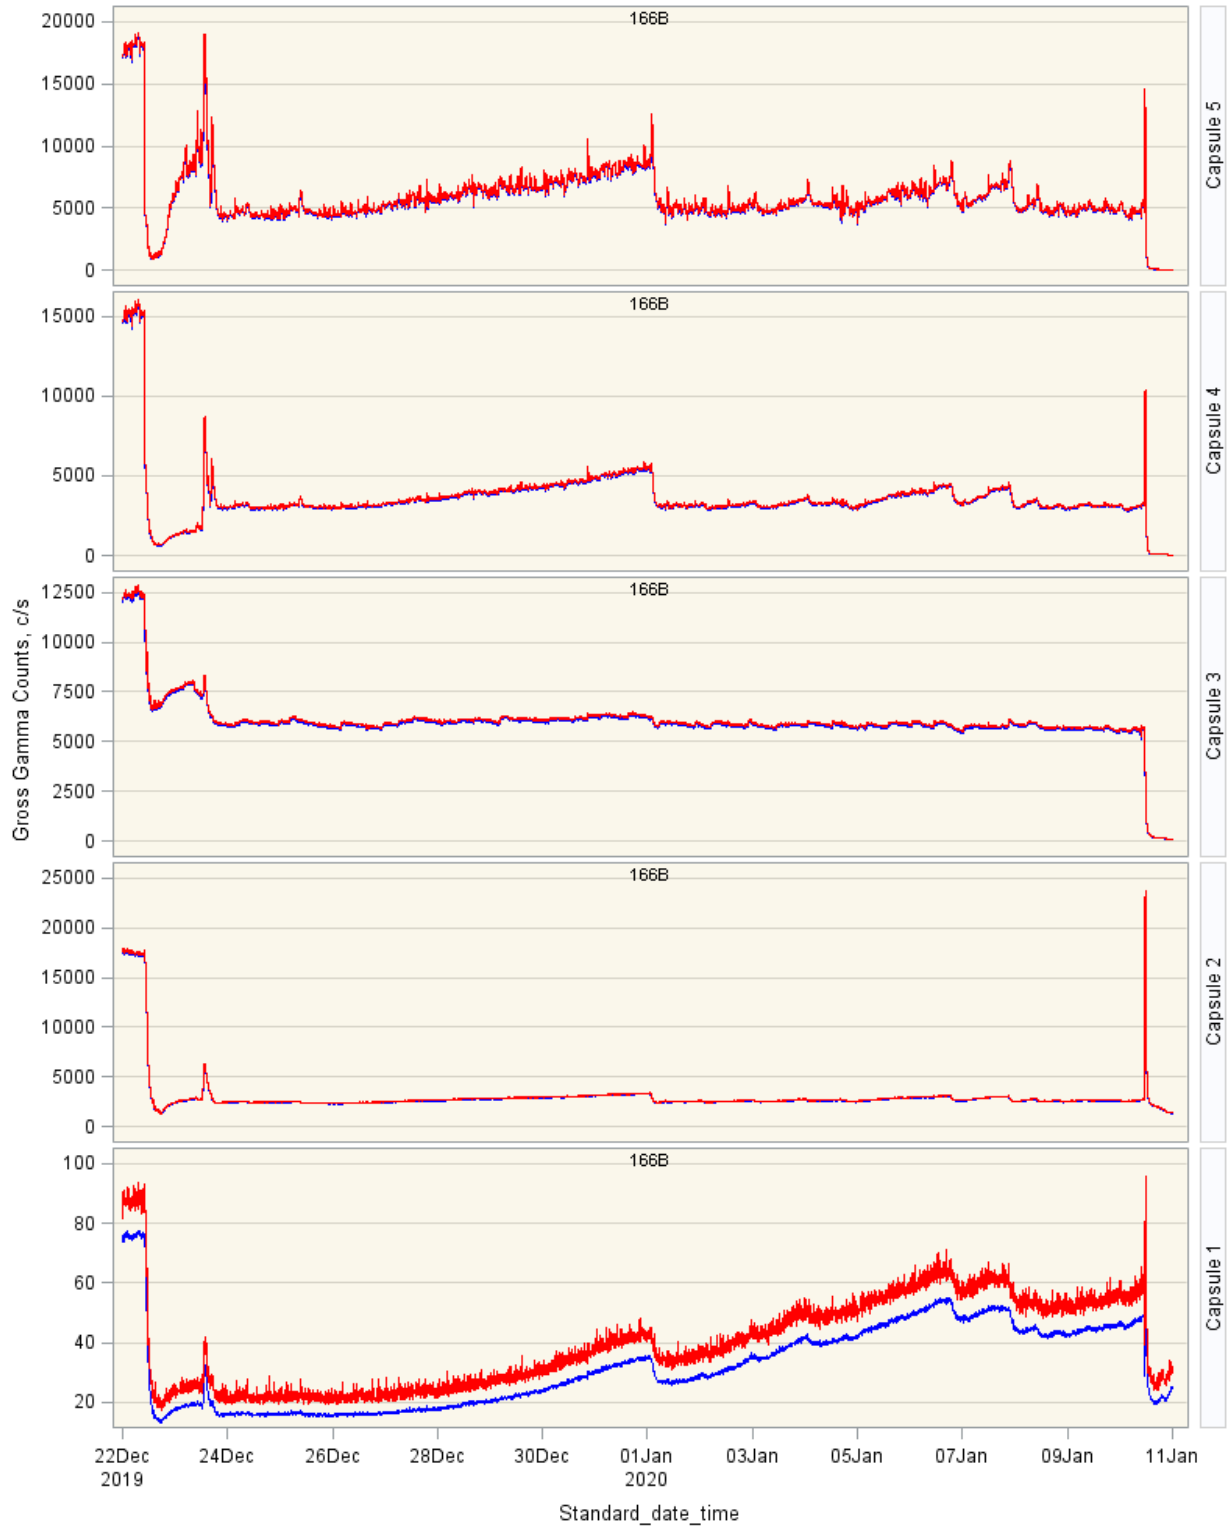 166B
20000
15000
10000
5000
0
Capsule 5
166B
15000
10000
5000
0
Capsule 4
166B
12500
10000
7500
5000
2500
0
Capsule 3
Gross Gamma Counts, c/s
166B
25000
20000
15000
10000
5000
0
Capsule 2
166B
100
80
60
40
20
Capsule 1
22Dec 24Dec 26Dec 28Dec 30Dec 01Jan 03Jan 05Jan 07Jan 09Jan 11Jan
2019 2020
Standard_date_time